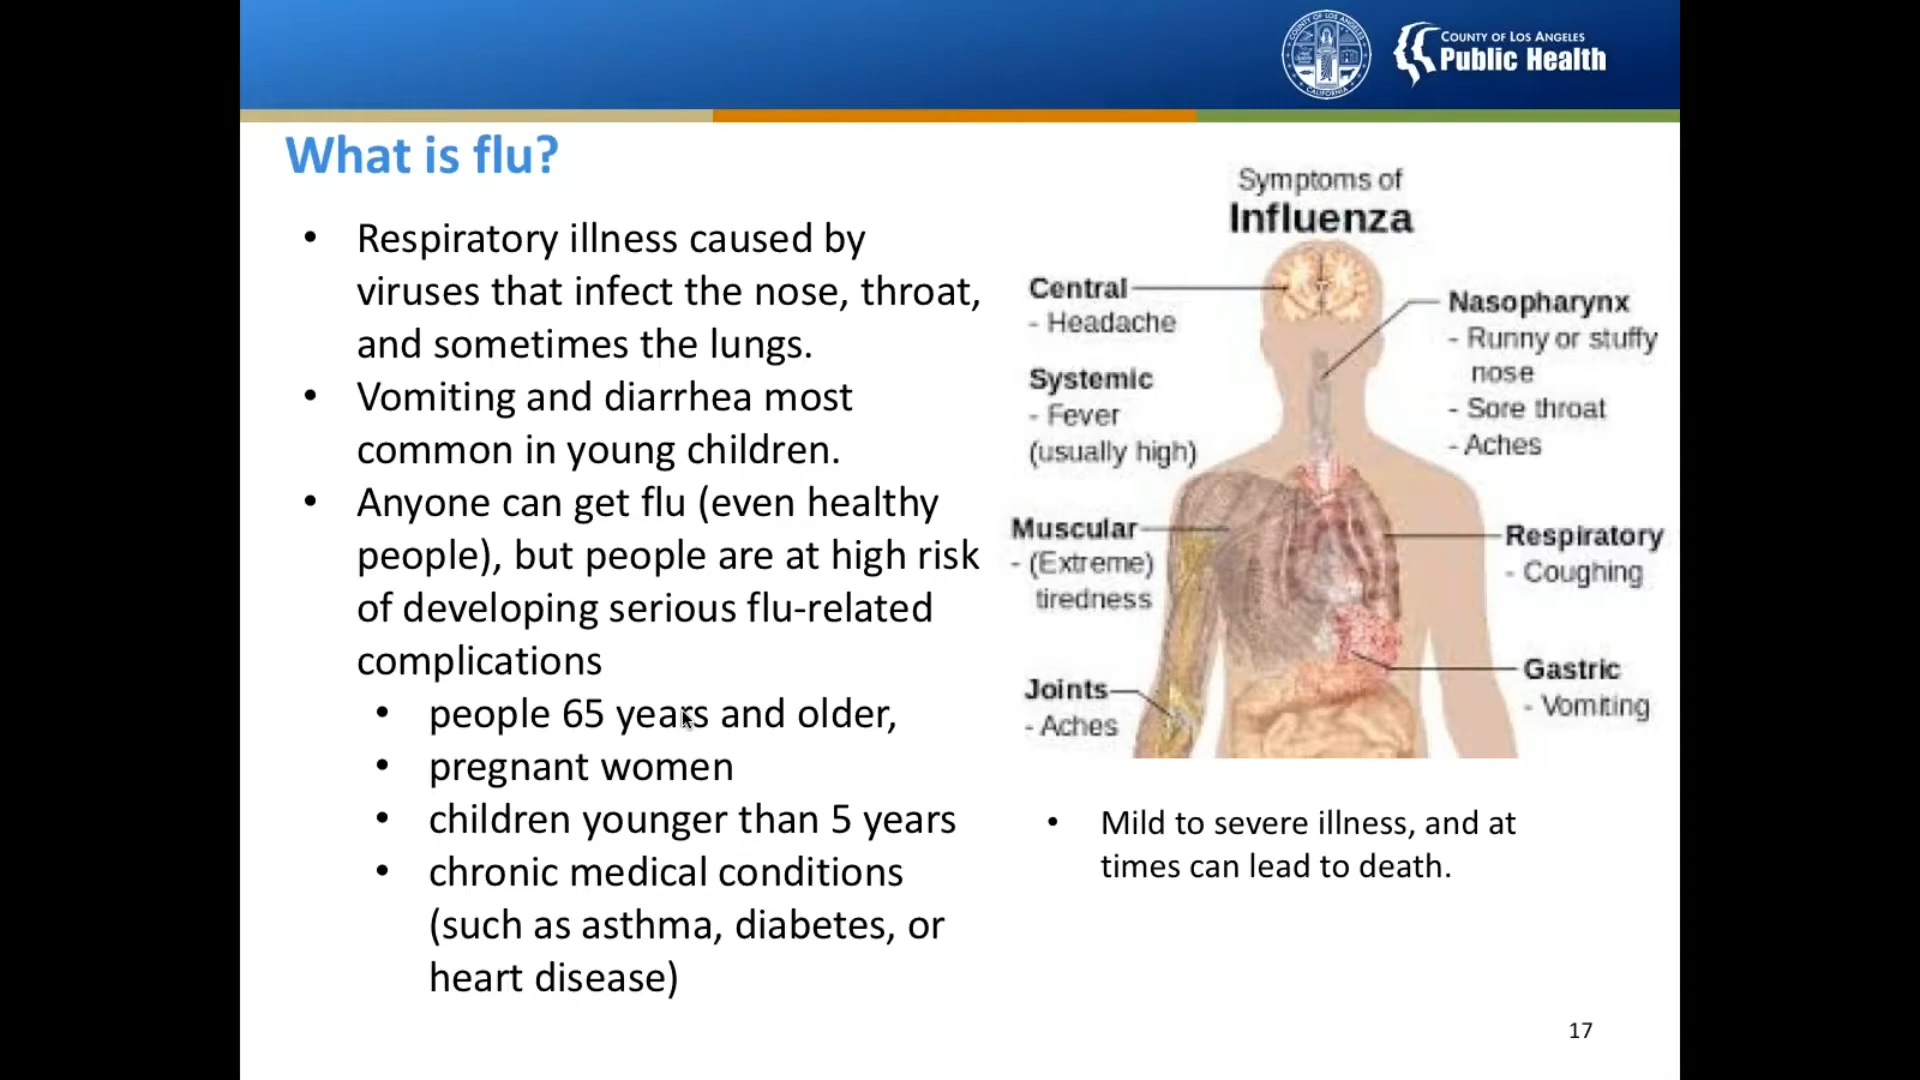 COUNTY OF LOS ANGELES
Public Health
What is flu?
• Respiratory illness caused by
viruses that infect the nose, throat,
and sometimes the lungs.
• Vomiting and diarrhea most
common in young children.
• Anyone can get flu (even healthy
people), but people are at high risk
of developing serious flu-related
complications
• people 65 years and older,
• pregnant women
• children younger than 5 years
• chronic medical conditions
(such as asthma, diabetes, or
heart disease)
Symptoms of
Influenza
Central
- Headache
Systemic
- Fever
(usually high)
Muscular
- (Extreme)
tiredness
Joints
- Aches
Nasopharynx
- Runny or stuffy
nose
- Sore throat
- Aches
Respiratory
- Coughing
Gastric
- Vomiting
• Mild to severe illness, and at
times can lead to death.
17